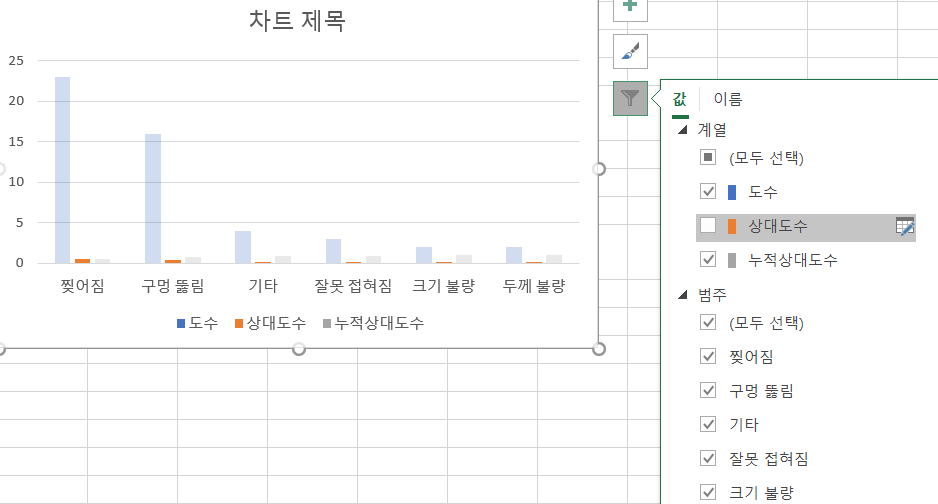 차트 제목
25
20
15
10
5
0
찢어짐 구멍 뚫림 기타 잘못 접혀짐 크기 불량 두께 불량
도수 상대도수 누적상대도수
값 이름
계열
(모두 선택)
도수
상대도수
누적상대도수
범주
(모두 선택)
찢어짐
구멍 뚫림
기타
잘못 접혀짐
크기 불량